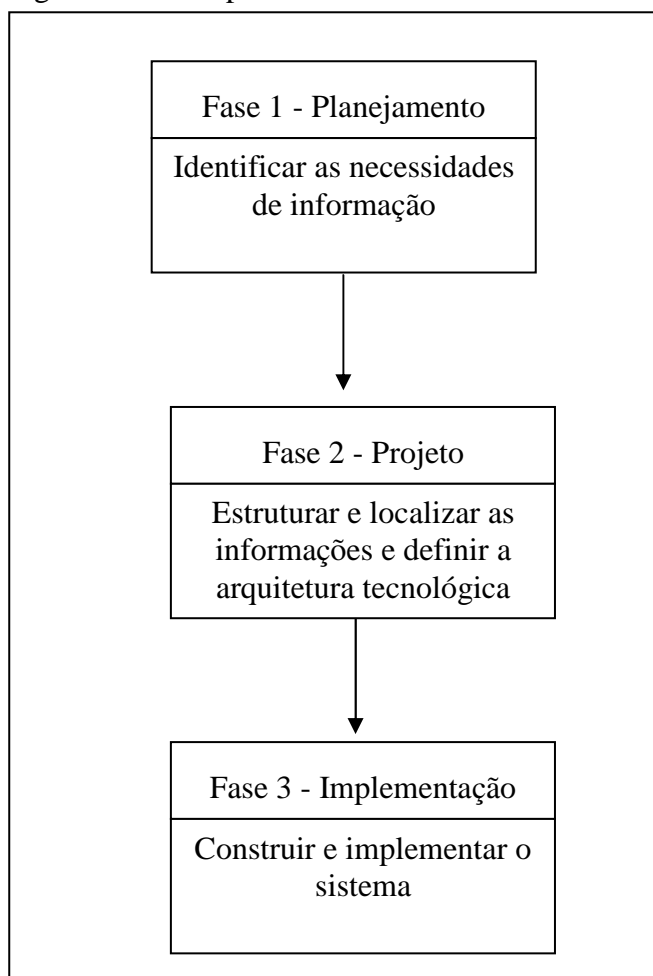 Fase 1 - Planejamento
Identificar as necessidades
de informação
Fase 2 - Projeto
Estruturar e localizar as
informações e definir a
arquitetura tecnológica
Fase 3 - Implementação
Construir e implementar o
sistema